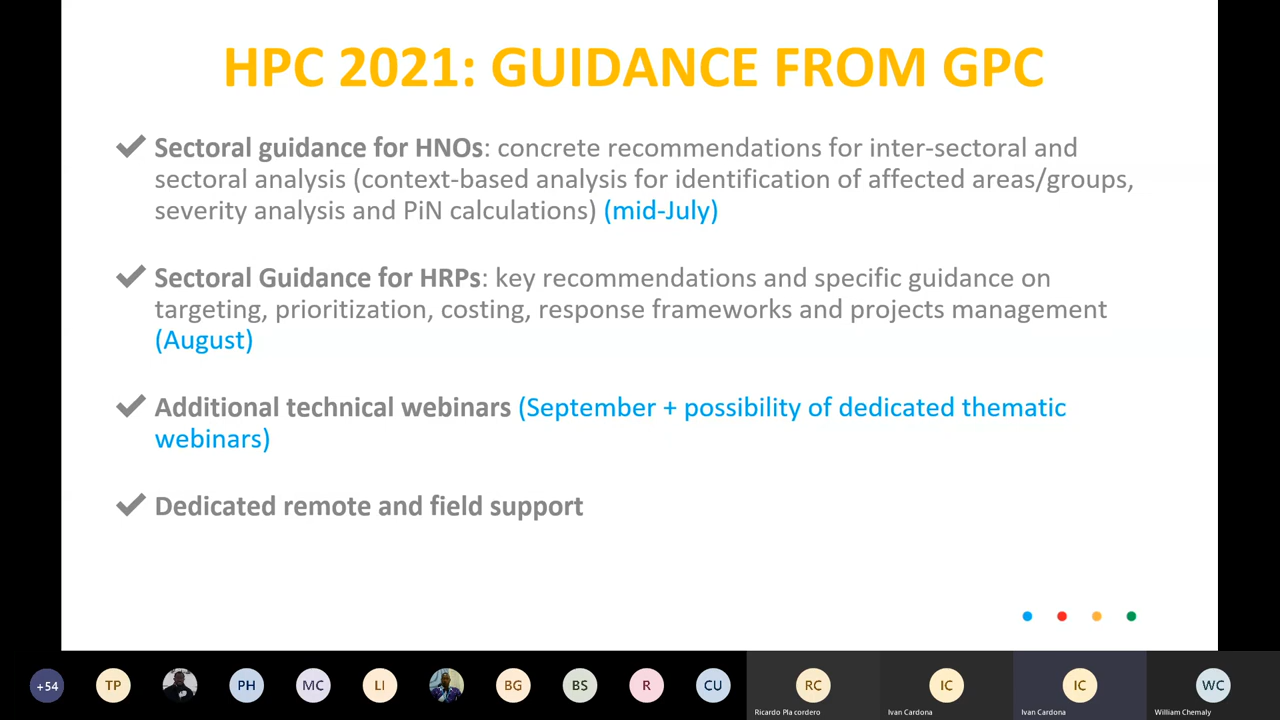 HPC 2021: GUIDANCE FROM GPC
Sectoral guidance for HNOs: concrete recommendations for inter-sectoral and
sectoral analysis (context-based analysis for identification of affected areas/groups,
severity analysis and PiN calculations) (mid-July)
Sectoral Guidance for HRPs: key recommendations and specific guidance on
targeting, prioritization, costing, response frameworks and projects management
(August)
Additional technical webinars (September + possibility of dedicated thematic
webinars)
Dedicated remote and field support
+54 TP PH MC LI BG BS R CU RC IC IC WC
Ricardo Pla cordero Ivan Cardona Ivan Cardona William Chemaly